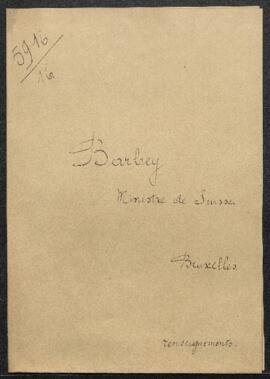 5916
16
Barbey
Ministre de Suisse
Bruxelles.
renseignements.